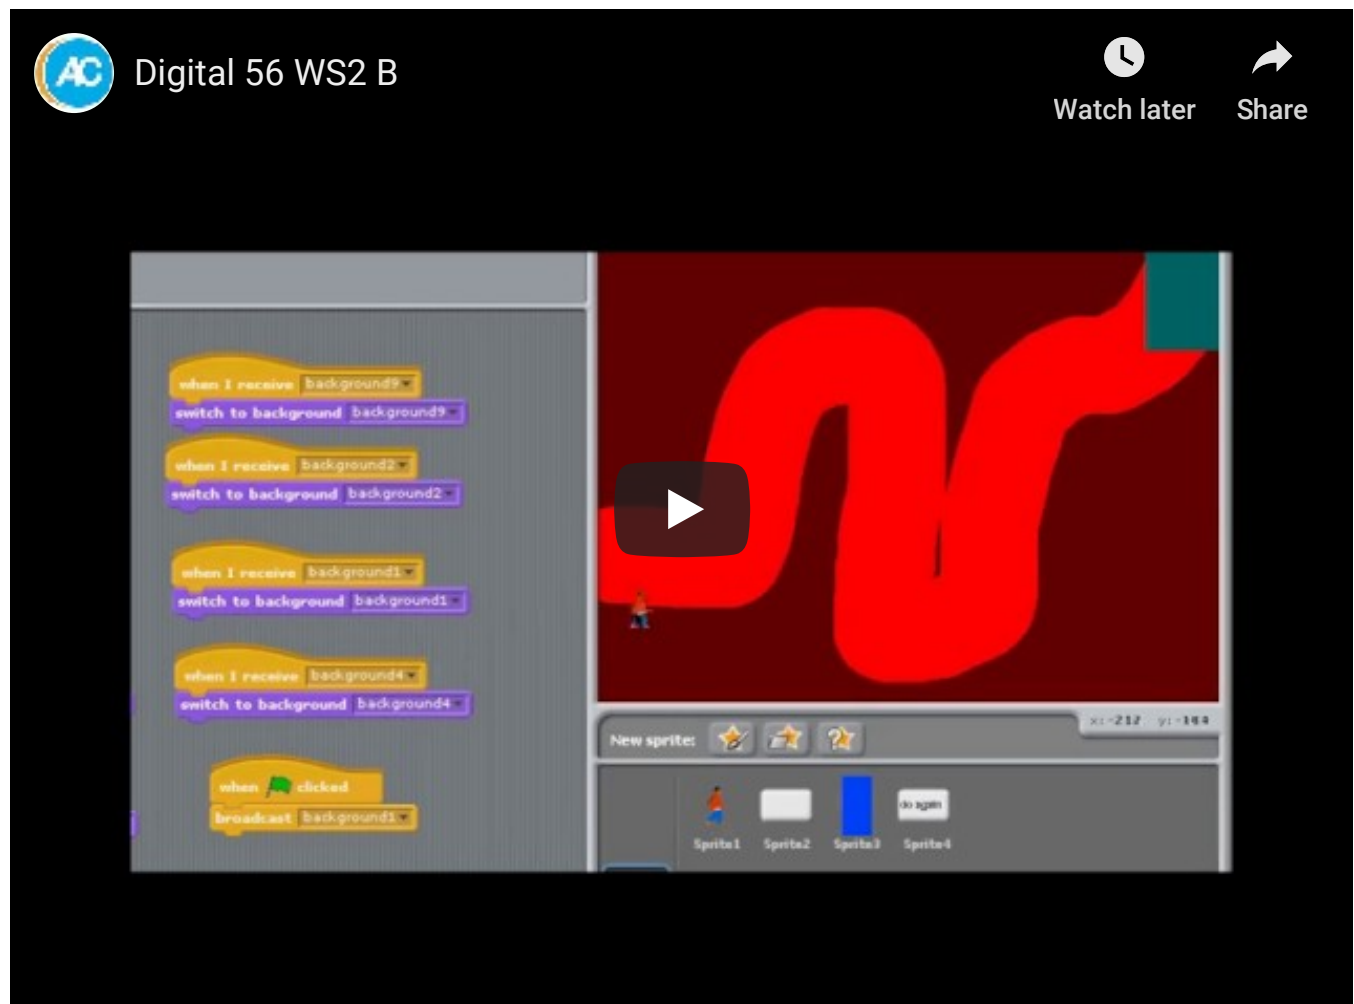 AC
Digital 56 WS2 B
Watch later
Share
when I receive background9
switch to background background9
when I receive background2
switch to background background2
when I receive background1
switch to background background1
when I receive background4
switch to background background4
when clicked
broadcast background1
x:-212 y:-144
New sprite:
do again
Sprite1 Sprite2 Sprite3 Sprite4